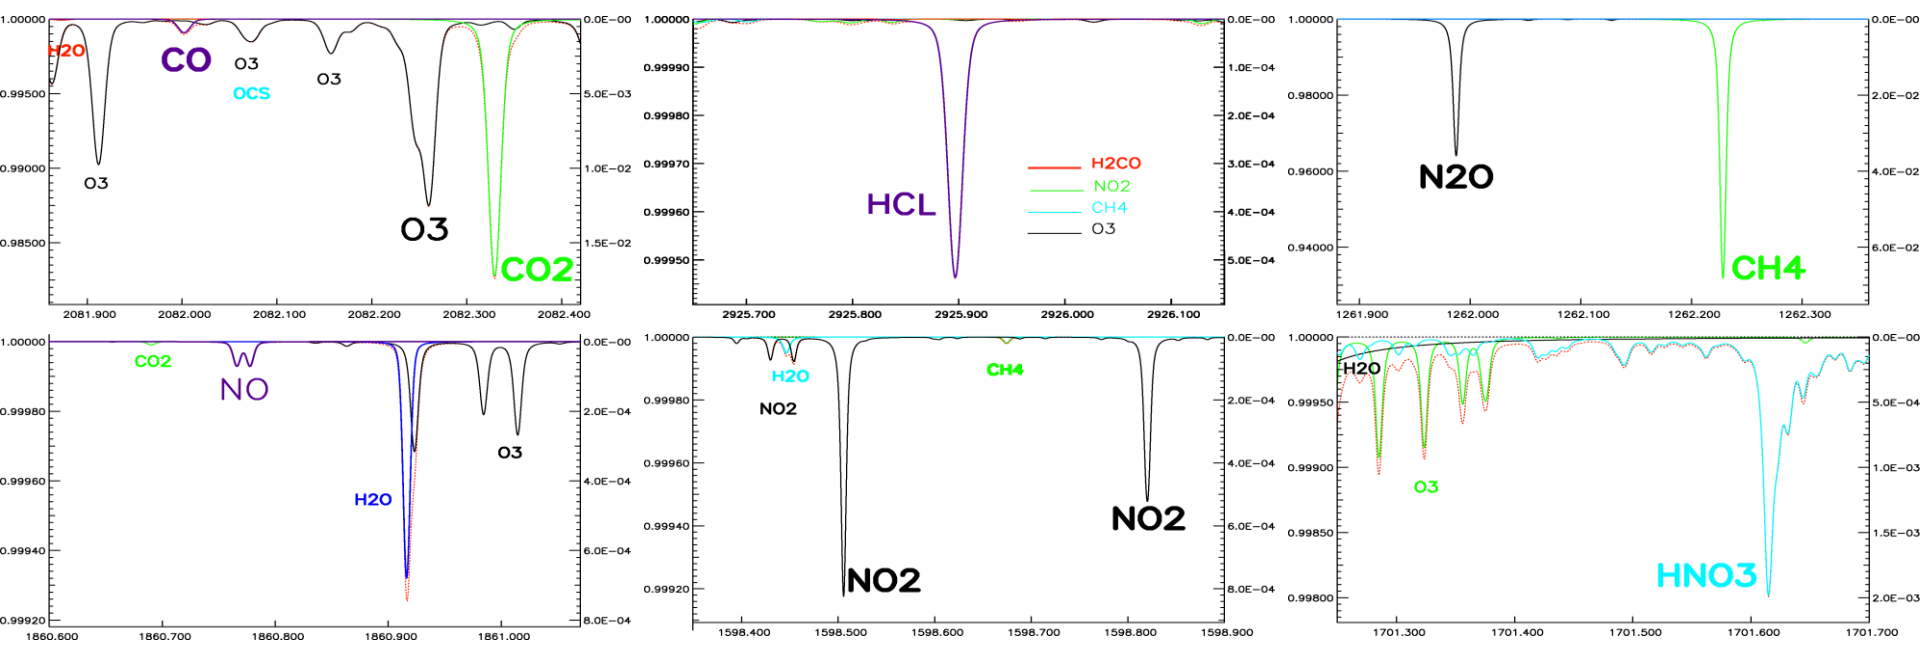 1.00000 0.0E-00
H2O CO O3 O3
OCS
0.99500 5.0E-03
0.99000 1.0E-02
O3
O3
0.98500 1.5E-02
CO2
2081.900 2082.000 2082.100 2082.200 2082.300 2082.400
1.00000 0.0E-00
0.99990 1.0E-04
0.99980 2.0E-04
0.99970 3.0E-04
H2CO
NO2
HCL
CH4
0.99960 4.0E-04
O3
0.99950 5.0E-04
2925.700 2925.800 2925.900 2926.000 2926.100
1.00000 0.0E-00
0.98000 2.0E-02
0.96000 4.0E-02
N2O
0.94000 6.0E-02
CH4
1261.900 1262.000 1262.100 1262.200 1262.300
1.00000 0.0E-00
CO2
NO
0.99980 2.0E-04
O3
0.99960 4.0E-04
H2O
0.99940 6.0E-04
0.99920 8.0E-04
1860.600 1860.700 1860.800 1860.900 1861.000
1.00000 0.0E-00
H2O CH4
0.99980 2.0E-04
NO2
0.99960 4.0E-04
NO2
0.99940 6.0E-04
NO2
0.99920 8.0E-04
1598.400 1598.500 1598.600 1598.700 1598.800 1598.900
1.00000 0.0E-00
H2O
0.99950 5.0E-04
0.99900 1.0E-03
O3
0.99850 1.5E-03
HNO3
0.99800 2.0E-03
1701.300 1701.400 1701.500 1701.600 1701.700